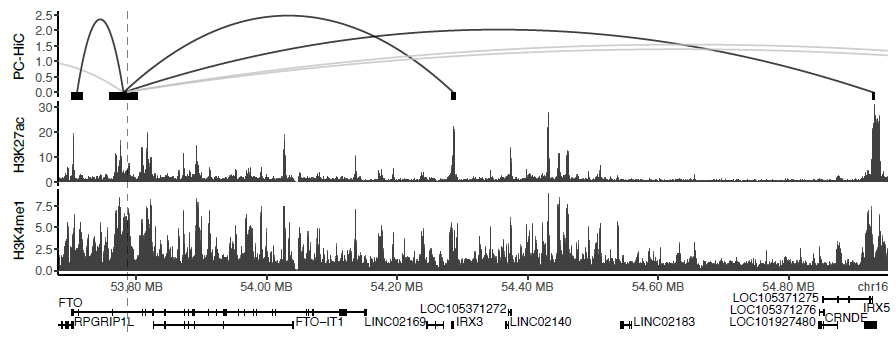 PC-HiC
2.5
2.0
1.5
1.0
0.5
0.0
H3K27ac
30
20
10
0
H3K4me1
7.5
5.0
2.5
0.0
53.80 MB 54.00 MB 54.20 MB 54.40 MB 54.60 MB 54.80 MB chr16
FTO LOC105371275
LOC105371272 LOC105371276 IRX5
RPGRIP1L FTO-IT1 LINC02169 IRX3 LINC02140 LINC02183 LOC101927480 CRNDE